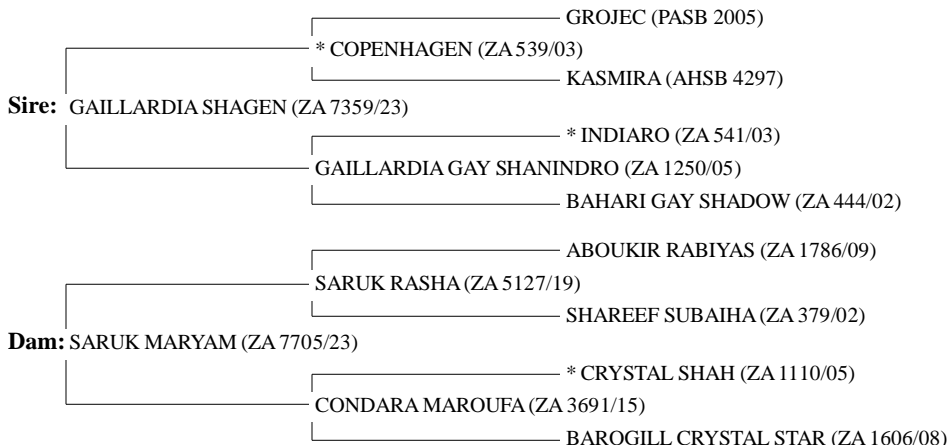 GROJEC (PASB 2005)
* COPENHAGEN (ZA 539/03)
KASMIRA (AHSB 4297)
Sire: GAILLARDIA SHAGEN (ZA 7359/23)
* INDIARO (ZA 541/03)
GAILLARDIA GAY SHANINDRO (ZA 1250/05)
BAHARI GAY SHADOW (ZA 444/02)
ABOUKIR RABIYAS (ZA 1786/09)
SARUK RASHA (ZA 5127/19)
SHAREEF SUBAIHA (ZA 379/02)
Dam: SARUK MARYAM (ZA 7705/23)
* CRYSTAL SHAH (ZA 1110/05)
CONDARA MAROUFA (ZA 3691/15)
BAROGILL CRYSTAL STAR (ZA 1606/08)